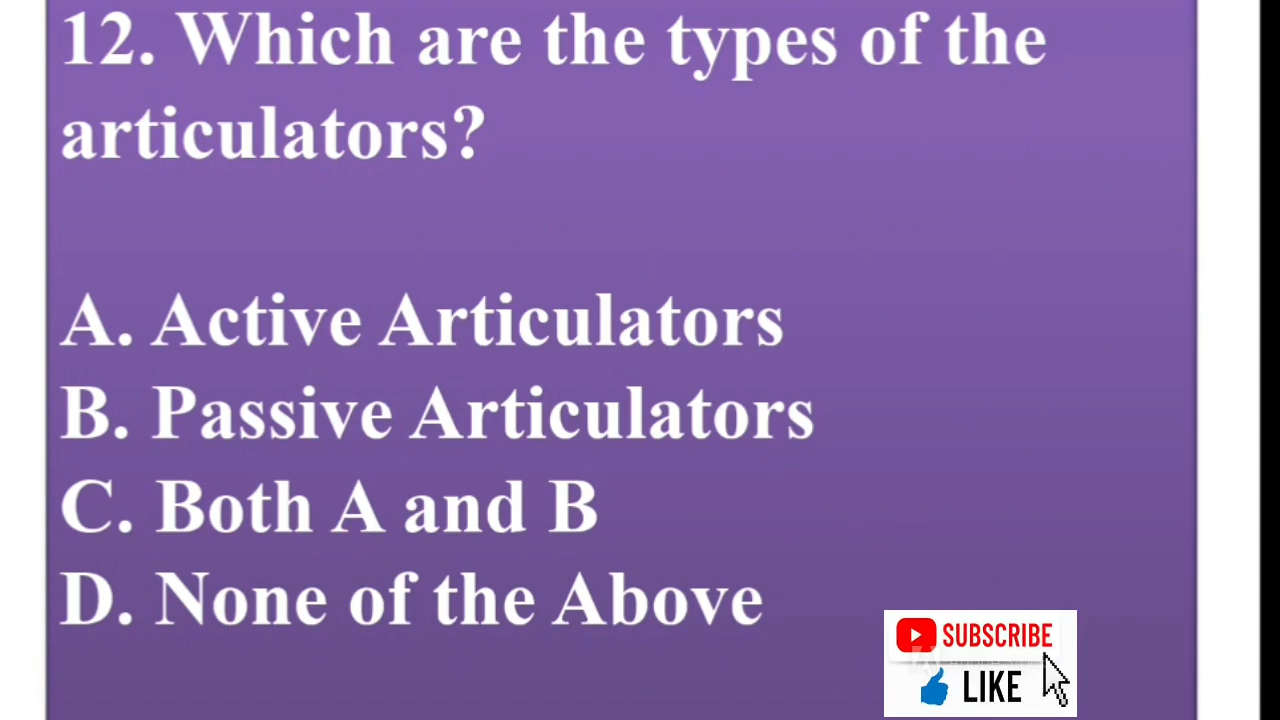 12. Which are the types of the
articulators?
A. Active Articulators
B. Passive Articulators
C. Both A and B
D. None of the Above
SUBSCRIBE
LIKE